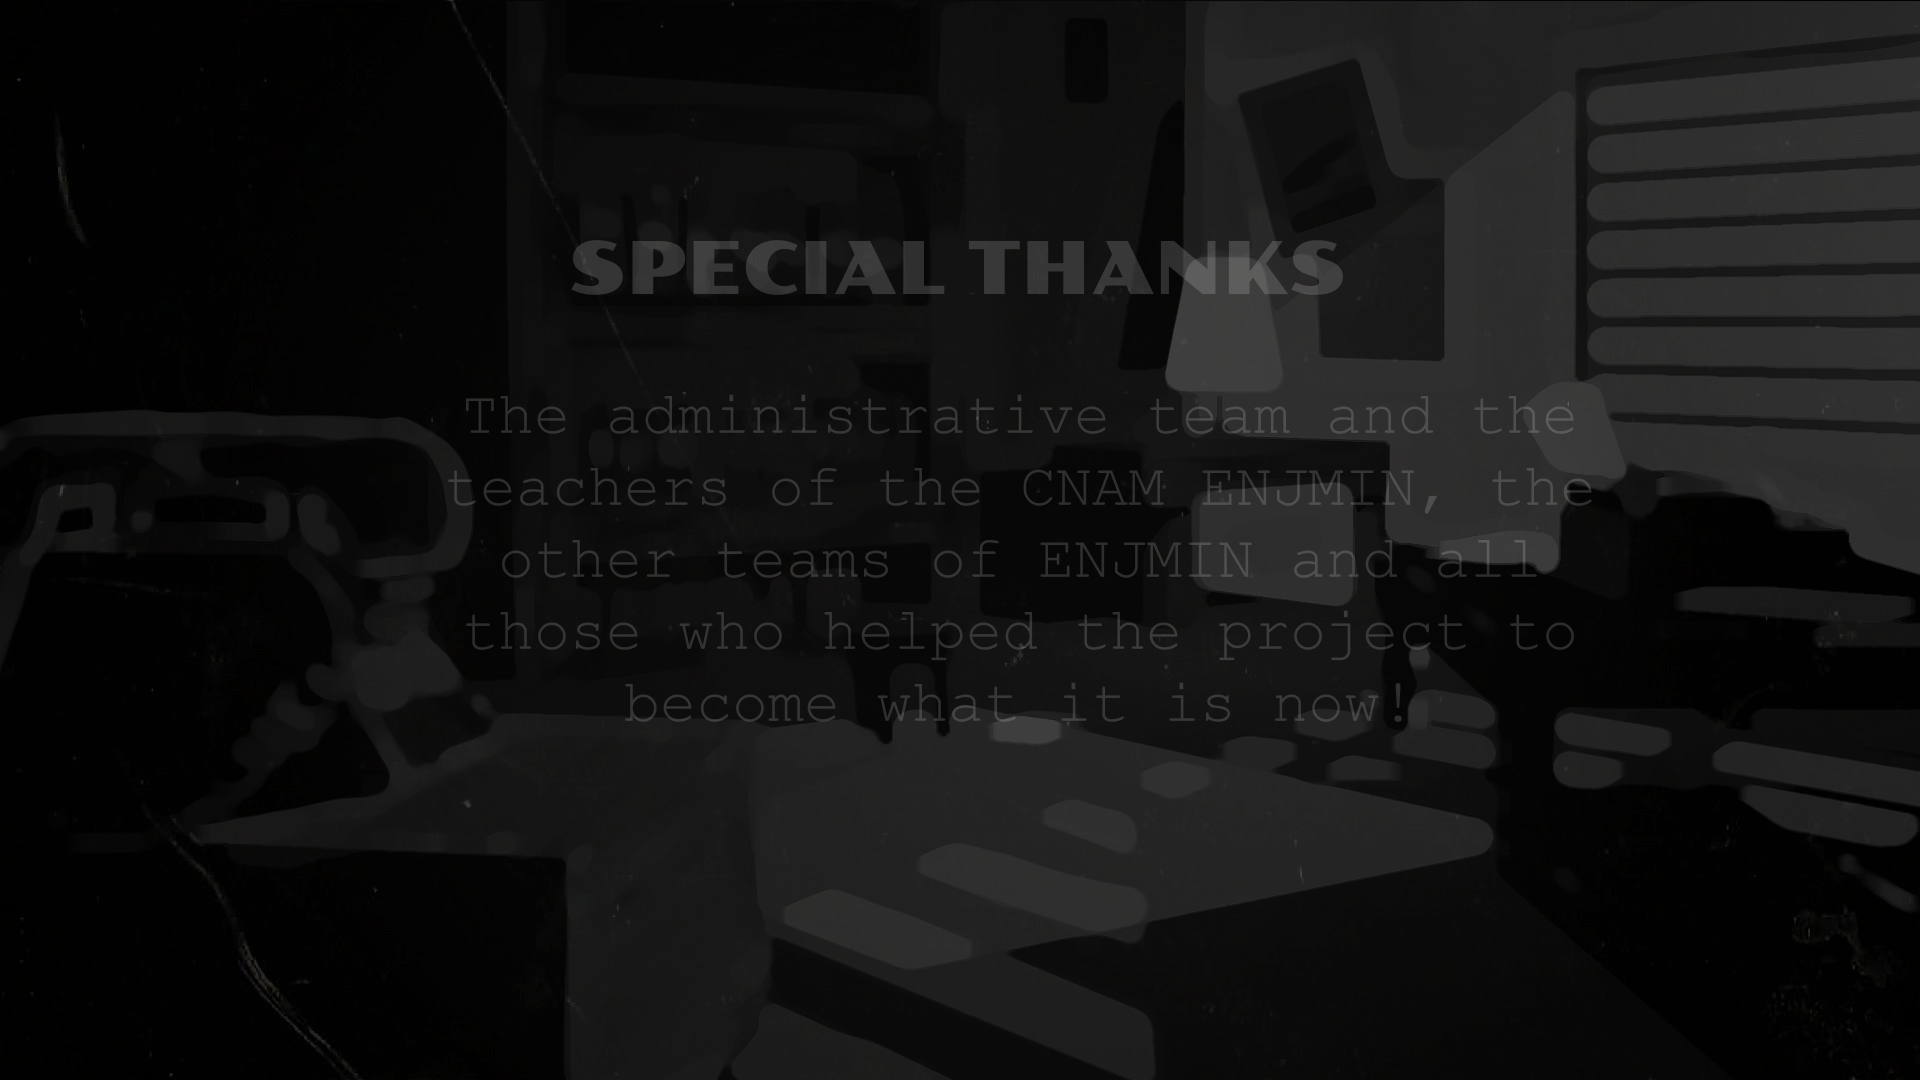 SPECIAL THANKS
The administrative team and the
teachers of the CNAM ENJMIN, the
other teams of ENJMIN and all
those who helped the project to
become what it is now!